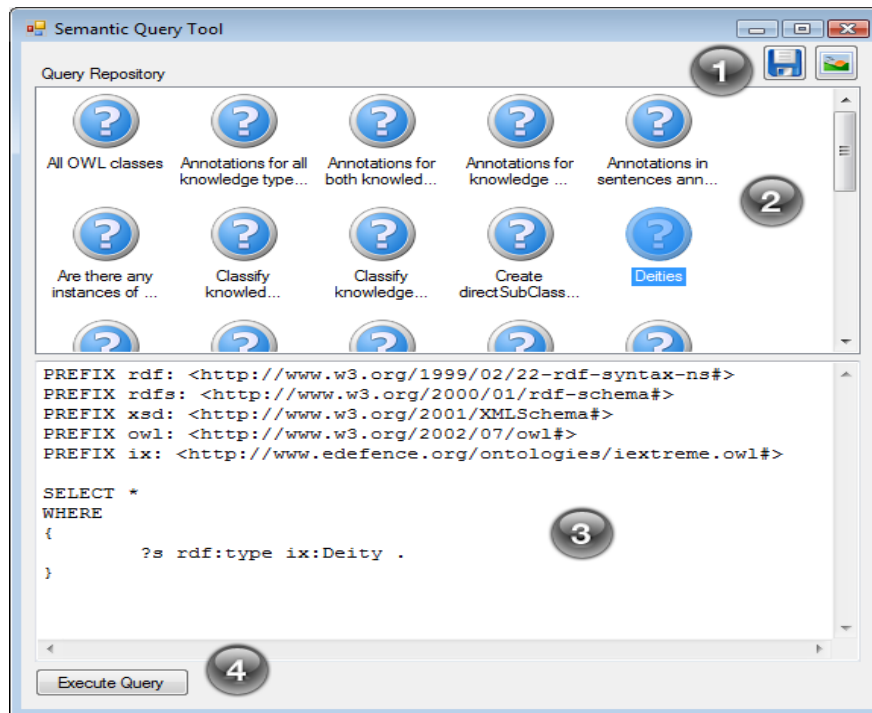 Semantic Query Tool
Query Repository
1
All OWL classes
Annotations for all
knowledge type...
Annotations for
both knowled...
Annotations for
knowledge ...
Annotations in
sentences ann...
2
Are there any
instances of ...
Classify
knowled...
Classify
knowledge...
Create
directSubClass...
Deities
PREFIX rdf: <http://www.w3.org/1999/02/22-rdf-syntax-ns#>
PREFIX rdfs: <http://www.w3.org/2000/01/rdf-schema#>
PREFIX xsd: <http://www.w3.org/2001/XMLSchema#>
PREFIX owl: <http://www.w3.org/2002/07/owl#>
PREFIX ix: <http://www.edefence.org/ontologies/iextreme.owl#>
SELECT *
WHERE
{
?s rdf:type ix:Deity .
}
3
4
Execute Query